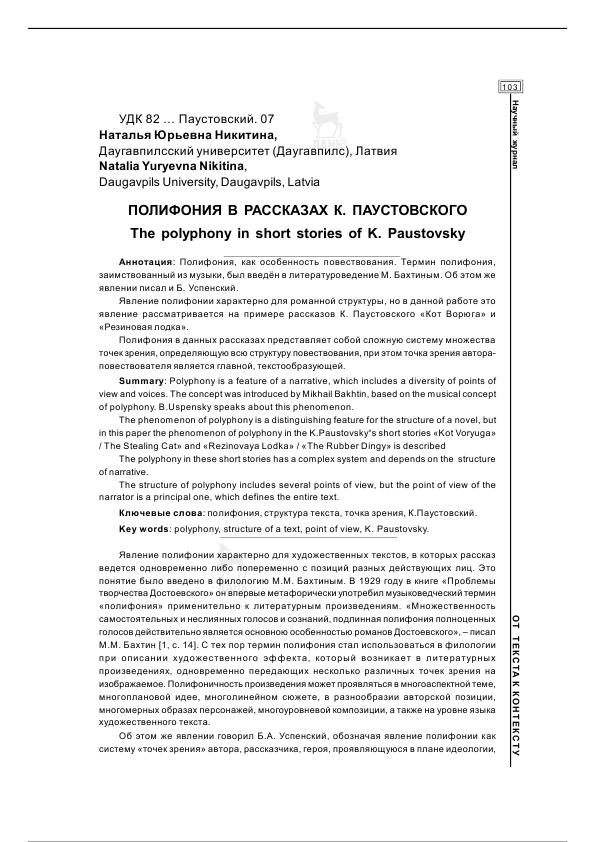 103
Научный журнал
УДК 82 … Паустовский. 07
Наталья Юрьевна Никитина,
Даугавпилсский университет (Даугавпилс), Латвия
Natalia Yuryevna Nikitina,
Daugavpils University, Daugavpils, Latvia
ПОЛИФОНИЯ В РАССКАЗАХ К. ПАУСТОВСКОГО
The polyphony in short stories of K. Paustovsky
Аннотация: Полифония, как особенность повествования. Термин полифония,
заимствованный из музыки, был введён в литературоведение М. Бахтиным. Об этом же
явлении писал и Б. Успенский.
Явление полифонии характерно для романной структуры, но в данной работе это
явление рассматривается на примере рассказов К. Паустовского «Кот Ворюга» и
«Резиновая лодка».
Полифония в данных рассказах представляет собой сложную систему множества
точек зрения, определяющую всю структуру повествования, при этом точка зрения автора-
повествователя является главной, текстообразующей.
Summary: Polyphony is a feature of a narrative, which includes a diversity of points of
view and voices. The concept was introduced by Mikhail Bakhtin, based on the musical concept
of polyphony. B.Uspensky speaks about this phenomenon.
The phenomenon of polyphony is a distinguishing feature for the structure of a novel, but
in this paper the phenomenon of polyphony in the K.Paustovsky"s short stories «Kot Voryuga»
/ The Stealing Cat» and «Rezinovaya Lodka» / «The Rubber Dingy» is described
The polyphony in these short stories has a complex system and depends on the structure
of narrative.
The structure of polyphony includes several points of view, but the point of view of the
narrator is a principal one, which defines the entire text.
Ключевые слова: полифония, структура текста, точка зрения, К.Паустовский.
Key words: polyphony, structure of a text, point of view, K. Paustovsky.
Явление полифонии характерно для художественных текстов, в которых рассказ
ведется одновременно либо попеременно с позиций разных действующих лиц. Это
понятие было введено в филологию М.М. Бахтиным. В 1929 году в книге «Проблемы
творчества Достоевского» он впервые метафорически употребил музыковедческий термин
«полифония» применительно к литературным произведениям. «Множественность
самостоятельных и неслиянных голосов и сознаний, подлинная полифония полноценных
голосов действительно является основною особенностью романов Достоевского», – писал
М.М. Бахтин [1, с. 14]. С тех пор термин полифония стал использоваться в филологии
при описании художественного эффекта, который возникает в литературных
произведениях, одновременно передающих несколько различных точек зрения на
изображаемое. Полифоничность произведения может проявляться в многоаспектной теме,
многоплановой идее, многолинейном сюжете, в разнообразии авторской позиции,
многомерных образах персонажей, многоуровневой композиции, а также на уровне языка
художественного текста.
Об этом же явлении говорил Б.А. Успенский, обозначая явление полифонии как
систему «точек зрения» автора, рассказчика, героя, проявляющуюся в плане идеологии,
ОТ ТЕКСТА К КОНТЕКСТУ